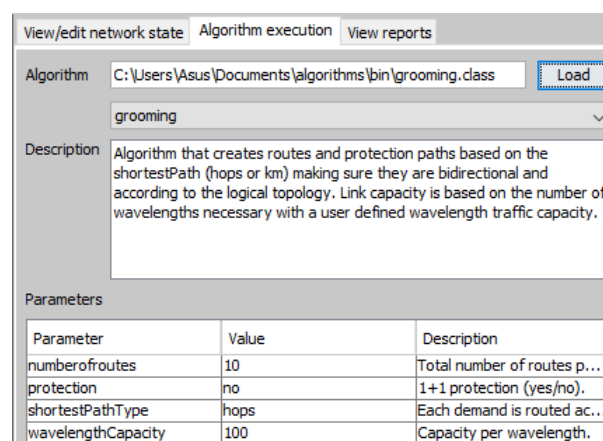 View/edit network state Algorithm execution View reports
Algorithm C:\Users\Asus\Documents\algorithms\bin\grooming.class Load
grooming
Description Algorithm that creates routes and protection paths based on the
shortestPath (hops or km) making sure they are bidirectional and
according to the logical topology. Link capacity is based on the number of
wavelengths necessary with a user defined wavelength traffic capacity.
Parameters
Parameter Value Description
numberofroutes 10 Total number of routes p...
protection no 1+1 protection (yes/no).
shortestPathType hops Each demand is routed ac...
wavelengthCapacity 100 Capacity per wavelength.